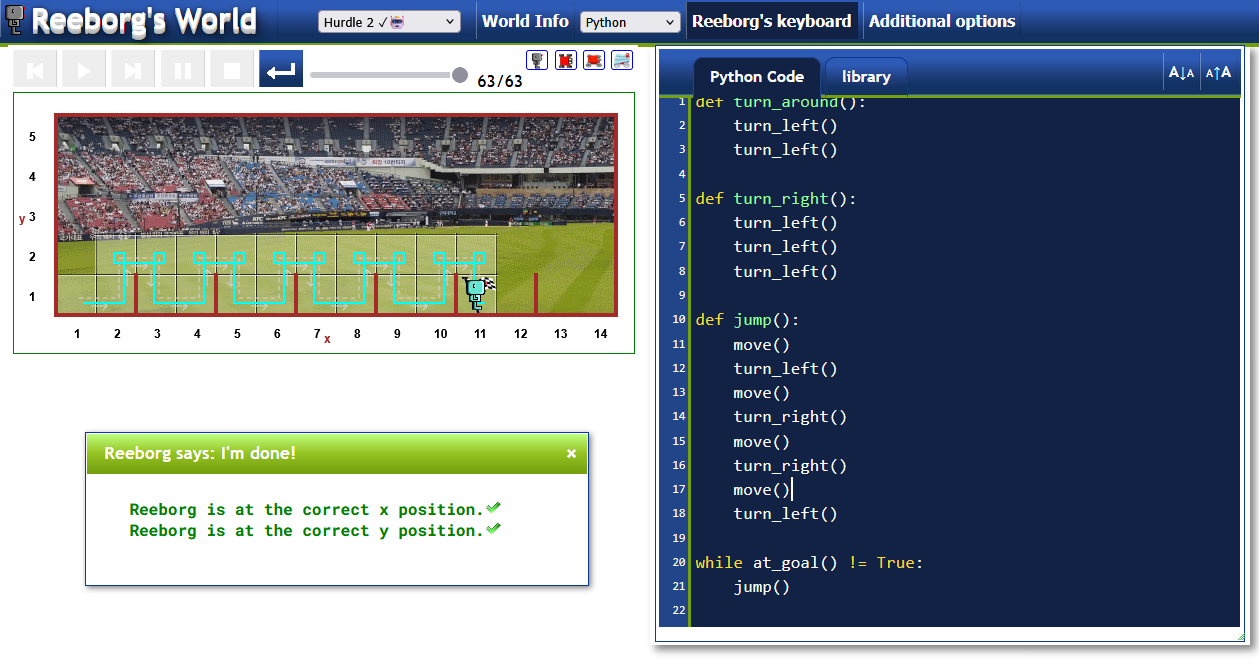 Reeborg's World
Hurdle 2 ✓🤖
World Info
Python
Reeborg's keyboard
Additional options
63/63
Python Code
library
A↓A
A↑A
5
4
y 3
2
1
1 2 3 4 5 6 7 8 9 10 11 12 13 14
x
Reeborg says: I'm done! ×
Reeborg is at the correct x position.✔
Reeborg is at the correct y position.✔
1 def turn_around():
2     turn_left()
3     turn_left()
4
5 def turn_right():
6     turn_left()
7     turn_left()
8     turn_left()
9
10 def jump():
11     move()
12     turn_left()
13     move()
14     turn_right()
15     move()
16     turn_right()
17     move()
18     turn_left()
19
20 while at_goal() != True:
21     jump()
22